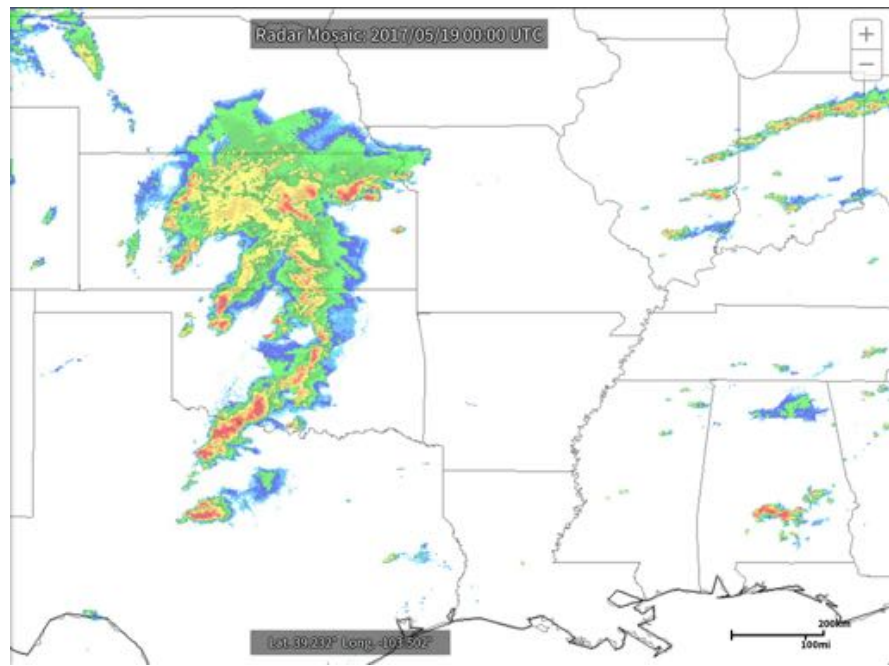 Radar Mosaic: 2017/05/19 00:00 UTC
+
−
200km
100mi
Lat. 39.232° Long. -103.502°